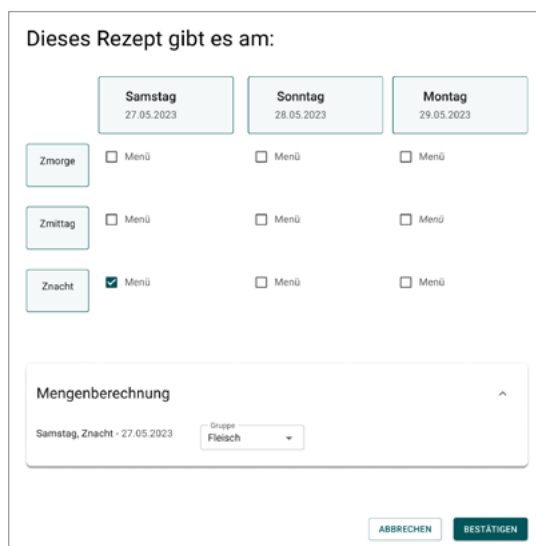 Dieses Rezept gibt es am:
Samstag
27.05.2023
Sonntag
28.05.2023
Montag
29.05.2023
Zmorge
Menü
Menü
Menü
Zmittag
Menü
Menü
Menü
Znacht
Menü
Menü
Menü
Mengenberechnung
Samstag, Znacht - 27.05.2023
Gruppe
Fleisch
ABBRECHEN
BESTÄTIGEN